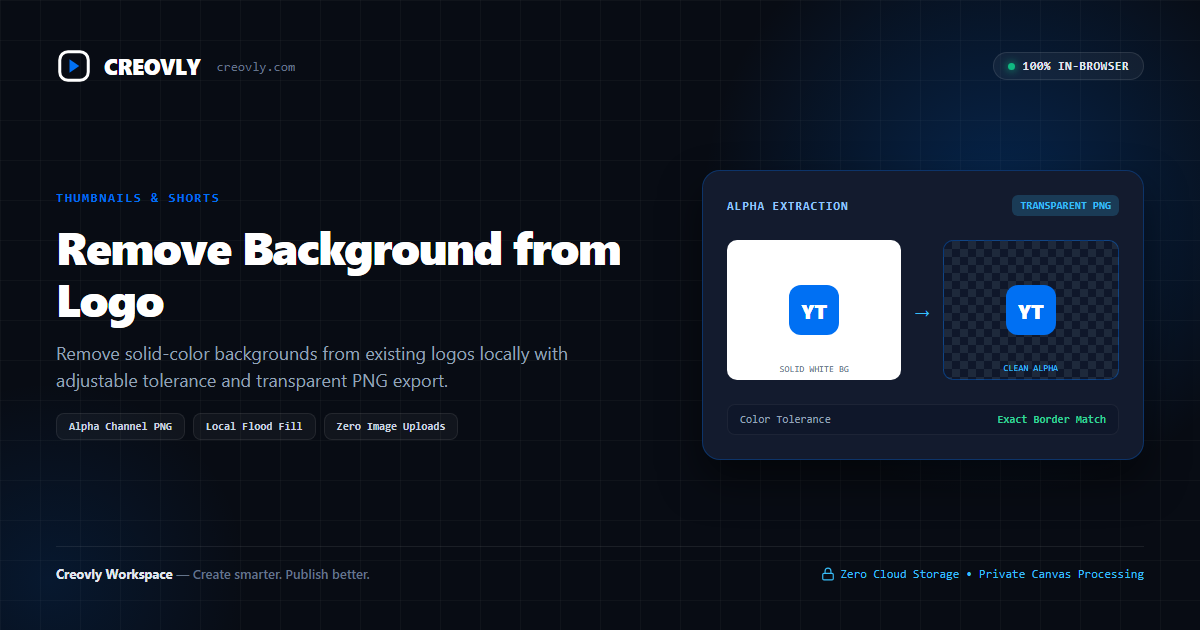 CREOVLY creovly.com
100% IN-BROWSER
THUMBNAILS & SHORTS
Remove Background from
Logo
Remove solid-color backgrounds from existing logos locally with
adjustable tolerance and transparent PNG export.
Alpha Channel PNG Local Flood Fill Zero Image Uploads
ALPHA EXTRACTION TRANSPARENT PNG
YT → YT
SOLID WHITE BG CLEAN ALPHA
Color Tolerance Exact Border Match
Creovly Workspace — Create smarter. Publish better.
Zero Cloud Storage • Private Canvas Processing